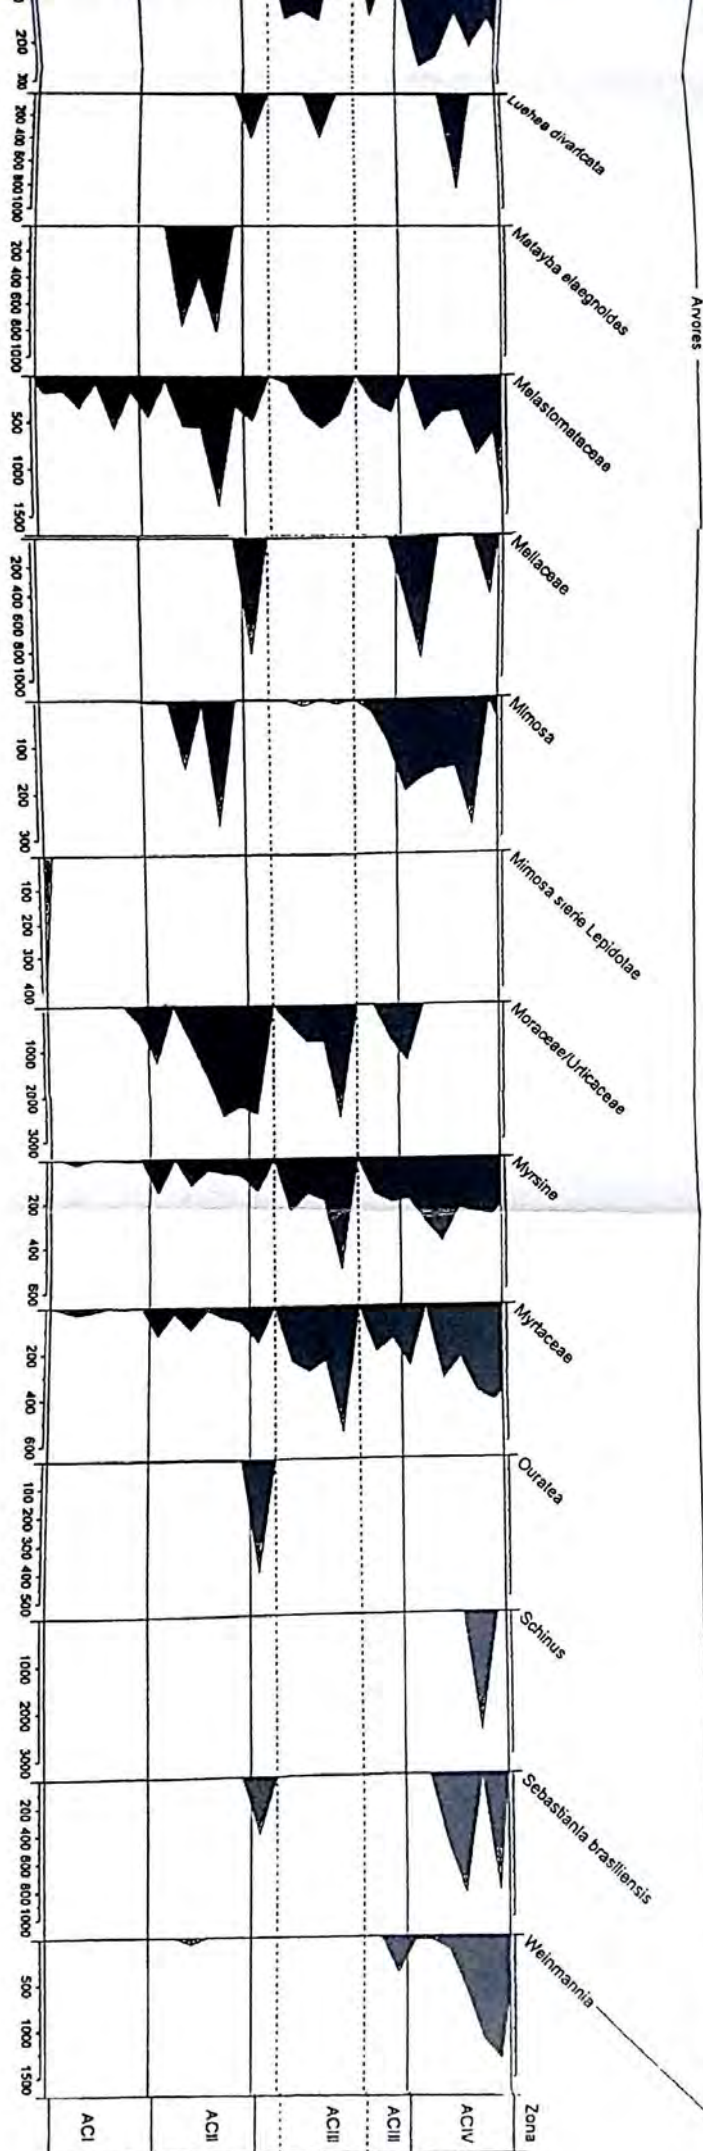 Arvores
200
300
Luehea divaricata
200 400 600 800 1000
Matayba elaegnoides
200 400 600 800 1000
Melastomataceae
500 1000 1500
Meliaceae
200 400 600 800 1000
Mimosa
100 200 300
Mimosa sierie Lepidotae
100 200 300 400
Moraceae/Urticaceae
1000 2000 3000
Myrsine
200 400 600
Myrtaceae
200 400 600
Ouratea
100 200 300 400 500
Schinus
1000 2000 3000
Sebastiania brasiliensis
200 400 600 800 1000
Weinmannia
500 1000 1500
Zona
ACIV
ACIII
ACIII
ACII
ACI